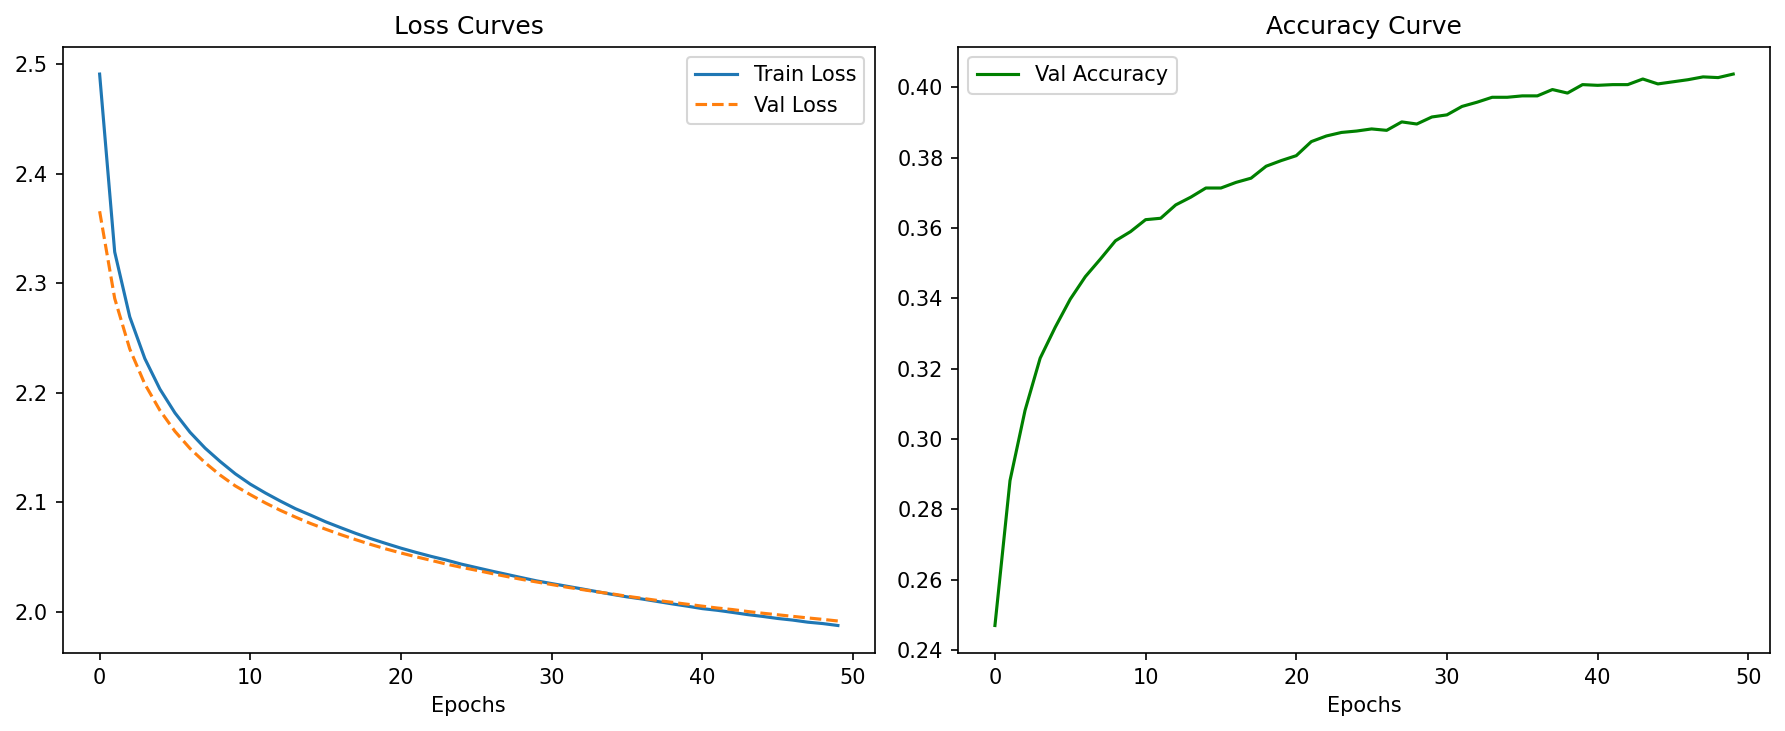 Loss Curves
Train Loss
Val Loss
2.5
2.4
2.3
2.2
2.1
2.0
0 10 20 30 40 50
Epochs
Accuracy Curve
Val Accuracy
0.40
0.38
0.36
0.34
0.32
0.30
0.28
0.26
0.24
0 10 20 30 40 50
Epochs